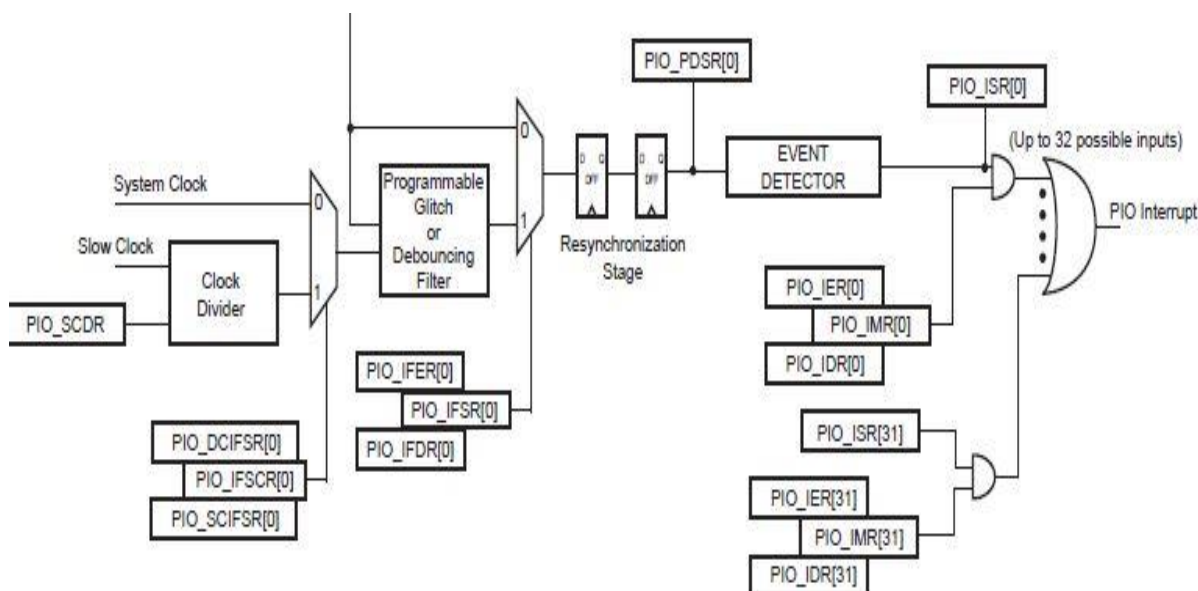 PIO_PDSR[0]
PIO_ISR[0]
(Up to 32 possible inputs)
0
System Clock
0
Programmable
Glitch
or
Debouncing
Filter
D Q
DFF
D Q
DFF
EVENT
DETECTOR
PIO Interrupt
1
Slow Clock
Clock
Divider
1
Resynchronization
Stage
PIO_SCDR
PIO_IER[0]
PIO_IMR[0]
PIO_IDR[0]
PIO_IFER[0]
PIO_IFSR[0]
PIO_IFDR[0]
PIO_DCIFSR[0]
PIO_IFSCR[0]
PIO_SCIFSR[0]
PIO_ISR[31]
PIO_IER[31]
PIO_IMR[31]
PIO_IDR[31]